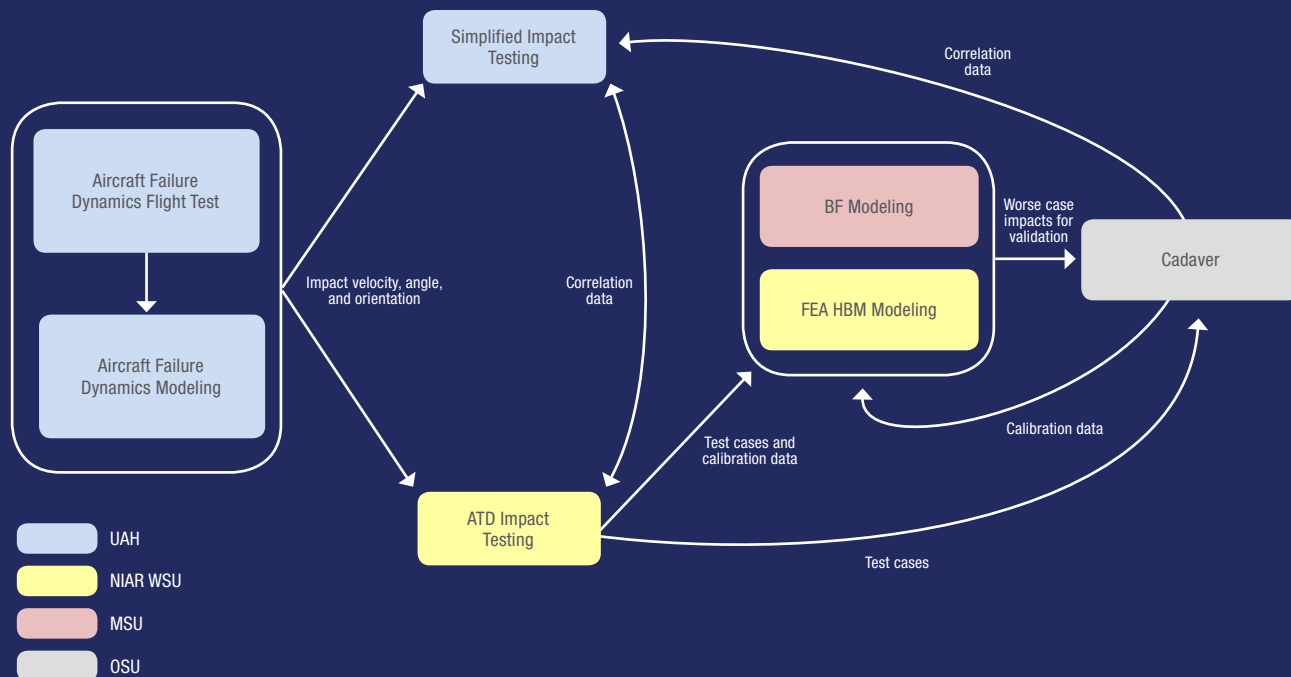 Simplified Impact
Testing
Correlation
data
Aircraft Failure
Dynamics Flight Test
Aircraft Failure
Dynamics Modeling
Impact velocity, angle,
and orientation
Correlation
data
BF Modeling
FEA HBM Modeling
Worse case
impacts for
validation
Cadaver
Calibration data
Test cases and
calibration data
ATD Impact
Testing
Test cases
UAH
NIAR WSU
MSU
OSU